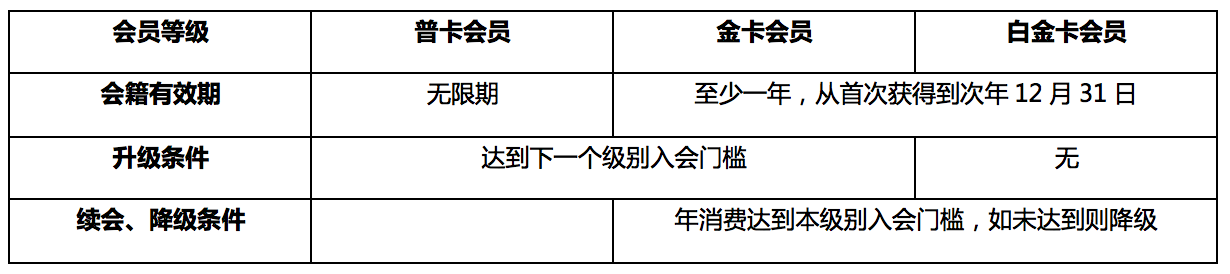 会员等级 普卡会员 金卡会员 白金卡会员
会籍有效期 无限期 至少一年，从首次获得到次年 12 月 31 日
升级条件 达到下一个级别入会门槛 无
续会、降级条件 年消费达到本级别入会门槛，如未达到则降级